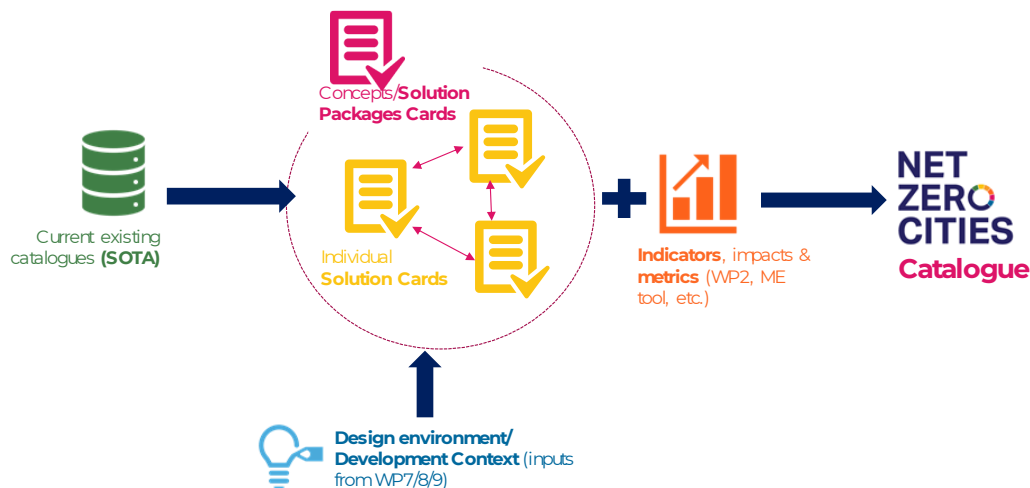 Concepts/Solution
Packages Cards
Current existing
catalogues (SOTA)
Individual
Solution Cards
Indicators, impacts &
metrics (WP2, ME
tool, etc.)
NET
ZERO
CITIES
Catalogue
Design environment/
Development Context (inputs
from WP7/8/9)